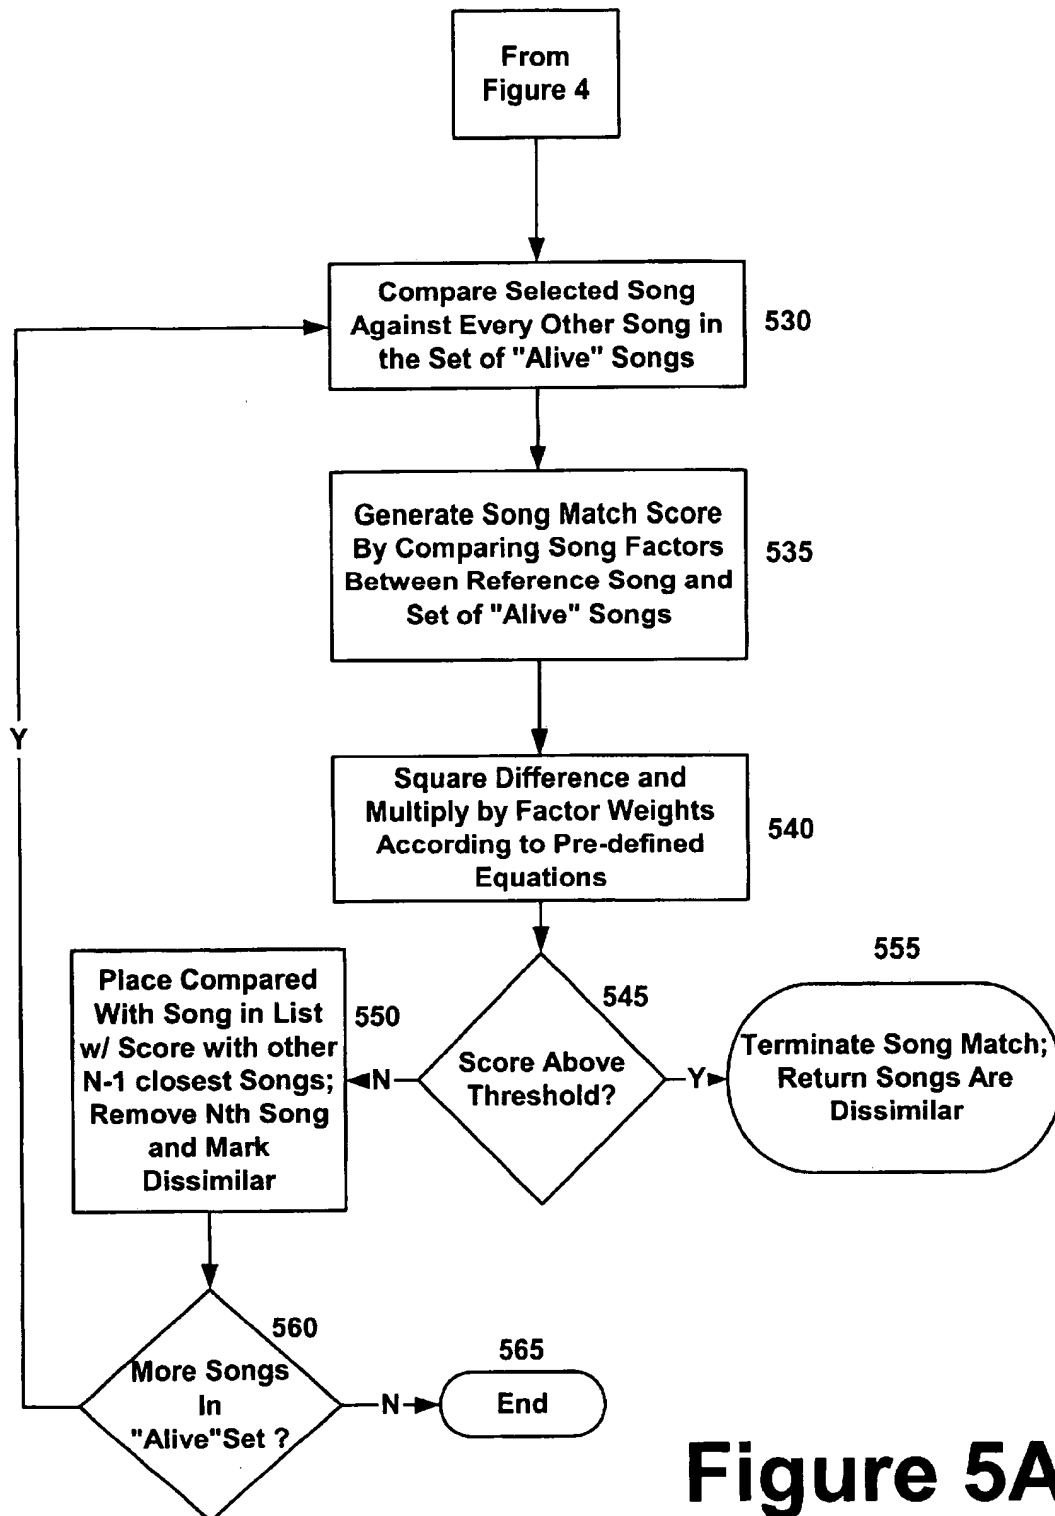 From
Figure 4
Compare Selected Song
Against Every Other Song in
the Set of "Alive" Songs
530
Generate Song Match Score
By Comparing Song Factors
Between Reference Song and
Set of "Alive" Songs
535
Square Difference and
Multiply by Factor Weights
According to Pre-defined
Equations
540
Y
Place Compared
With Song in List
w/ Score with other
N-1 closest Songs;
Remove Nth Song
and Mark
Dissimilar
550
N
545
Score Above
Threshold?
Y
555
Terminate Song Match;
Return Songs Are
Dissimilar
560
More Songs
In
"Alive"Set ?
N
565
End
Figure 5A